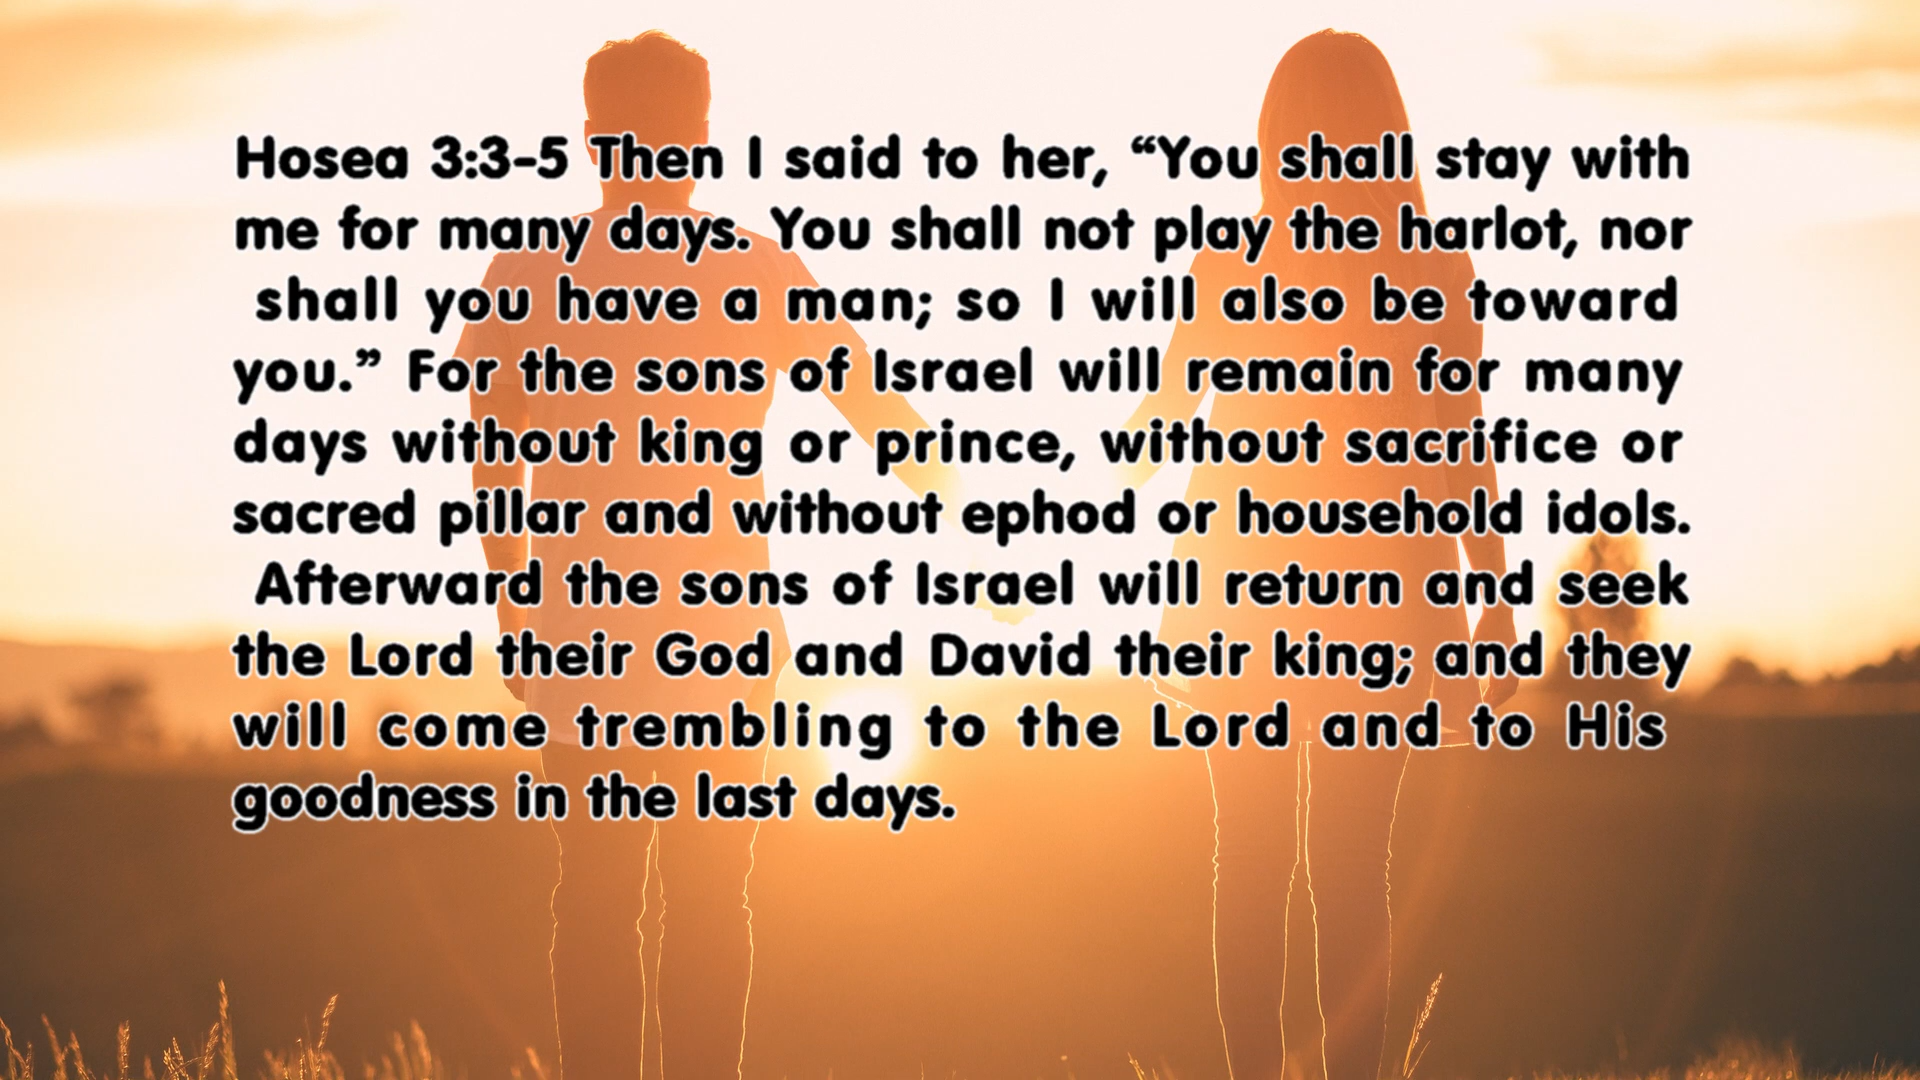 Hosea 3:3-5 Then I said to her, “You shall stay with
me for many days. You shall not play the harlot, nor
shall you have a man; so I will also be toward
you.” For the sons of Israel will remain for many
days without king or prince, without sacrifice or
sacred pillar and without ephod or household idols.
Afterward the sons of Israel will return and seek
the Lord their God and David their king; and they
will come trembling to the Lord and to His
goodness in the last days.